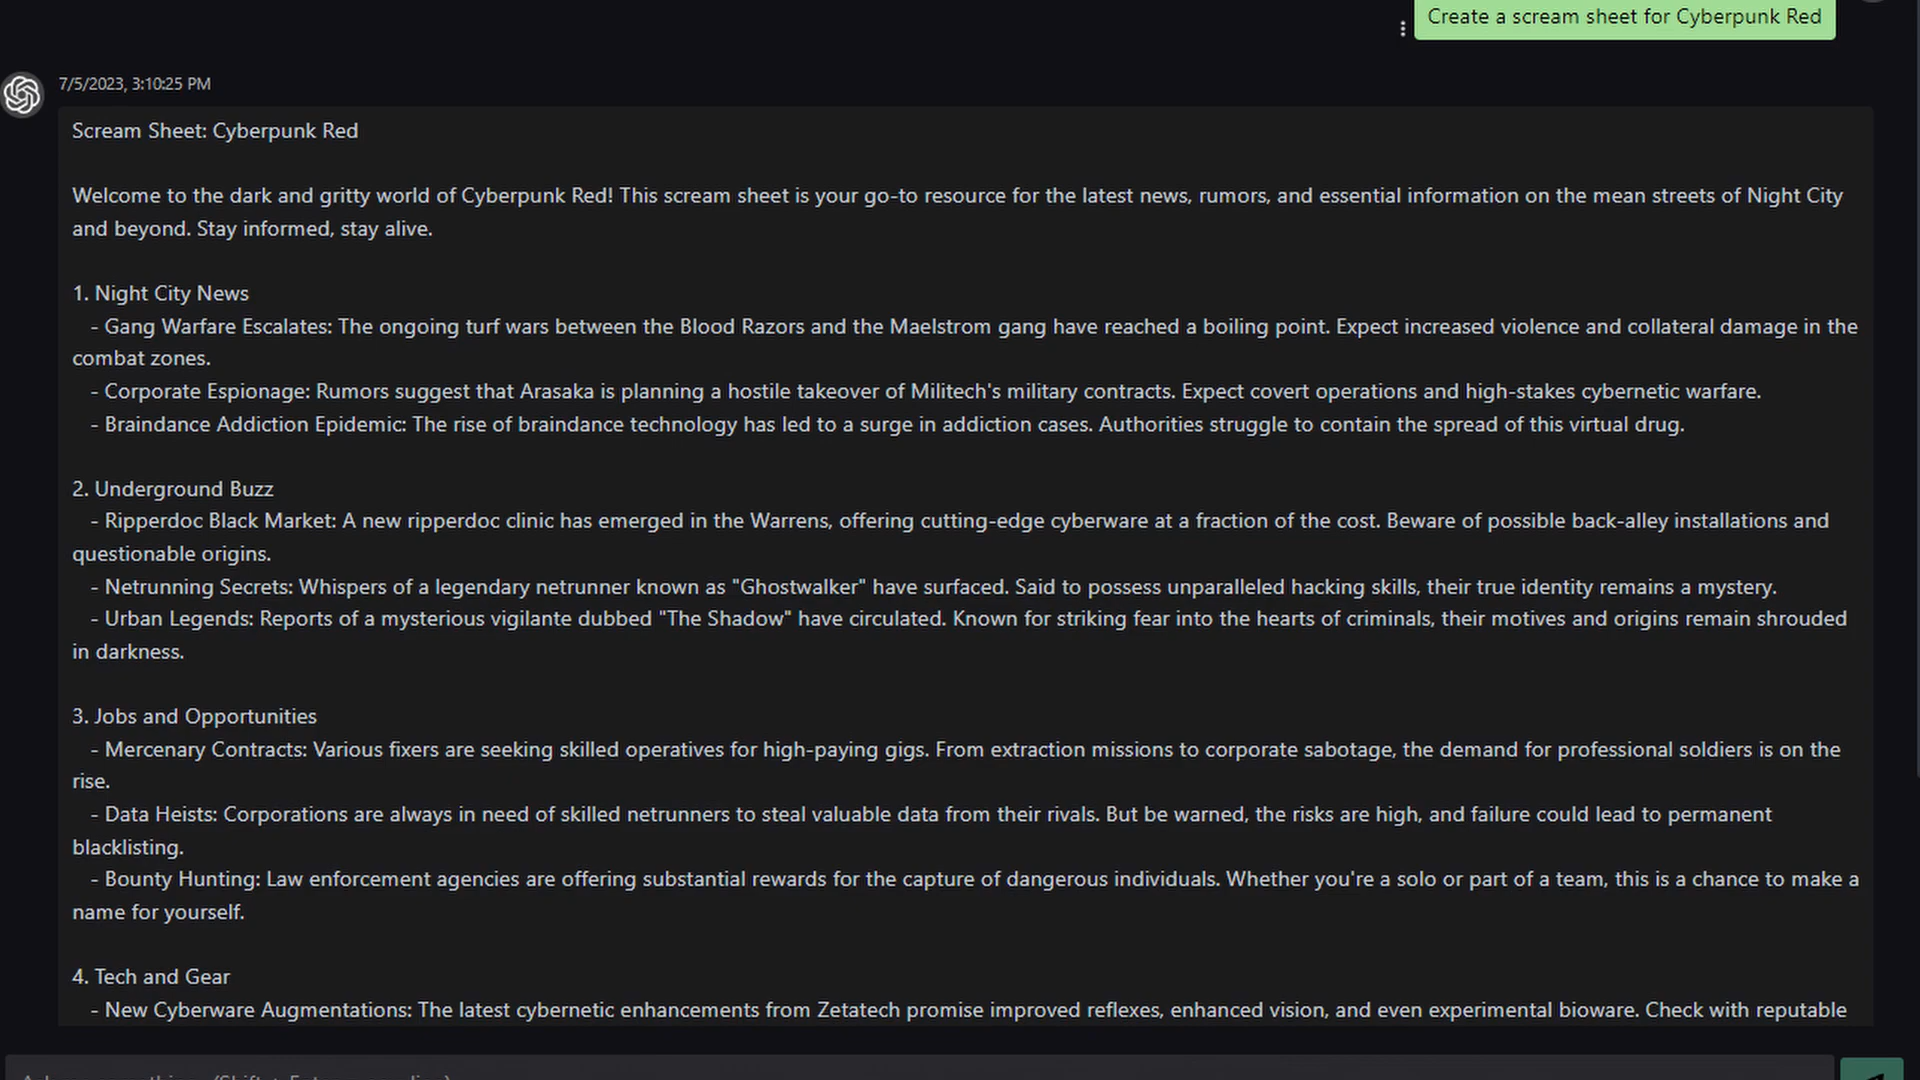 Create a scream sheet for Cyberpunk Red
7/5/2023, 3:10:25 PM
Scream Sheet: Cyberpunk Red
Welcome to the dark and gritty world of Cyberpunk Red! This scream sheet is your go-to resource for the latest news, rumors, and essential information on the mean streets of Night City
and beyond. Stay informed, stay alive.
1. Night City News
- Gang Warfare Escalates: The ongoing turf wars between the Blood Razors and the Maelstrom gang have reached a boiling point. Expect increased violence and collateral damage in the
combat zones.
- Corporate Espionage: Rumors suggest that Arasaka is planning a hostile takeover of Militech's military contracts. Expect covert operations and high-stakes cybernetic warfare.
- Braindance Addiction Epidemic: The rise of braindance technology has led to a surge in addiction cases. Authorities struggle to contain the spread of this virtual drug.
2. Underground Buzz
- Ripperdoc Black Market: A new ripperdoc clinic has emerged in the Warrens, offering cutting-edge cyberware at a fraction of the cost. Beware of possible back-alley installations and
questionable origins.
- Netrunning Secrets: Whispers of a legendary netrunner known as "Ghostwalker" have surfaced. Said to possess unparalleled hacking skills, their true identity remains a mystery.
- Urban Legends: Reports of a mysterious vigilante dubbed "The Shadow" have circulated. Known for striking fear into the hearts of criminals, their motives and origins remain shrouded
in darkness.
3. Jobs and Opportunities
- Mercenary Contracts: Various fixers are seeking skilled operatives for high-paying gigs. From extraction missions to corporate sabotage, the demand for professional soldiers is on the
rise.
- Data Heists: Corporations are always in need of skilled netrunners to steal valuable data from their rivals. But be warned, the risks are high, and failure could lead to permanent
blacklisting.
- Bounty Hunting: Law enforcement agencies are offering substantial rewards for the capture of dangerous individuals. Whether you're a solo or part of a team, this is a chance to make a
name for yourself.
4. Tech and Gear
- New Cyberware Augmentations: The latest cybernetic enhancements from Zetatech promise improved reflexes, enhanced vision, and even experimental bioware. Check with reputable